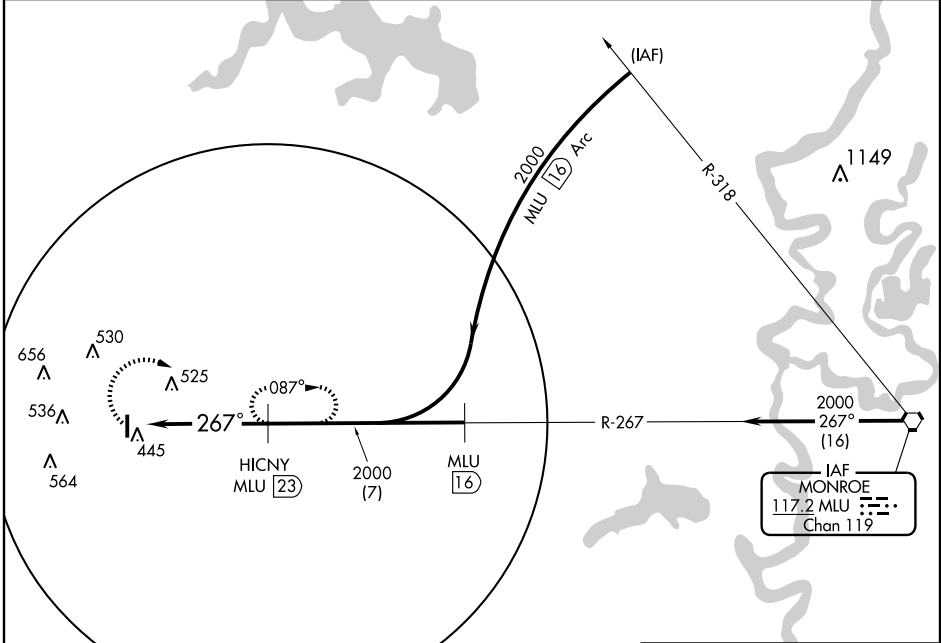 (IAF)
2000
MLU 16 Arc
R-318
1149
530
656
525
536
087°
445
564
267°
R-267
2000
267°
(16)
HICNY
MLU 23
2000
(7)
MLU
16
IAF
MONROE
117.2 MLU
Chan 119